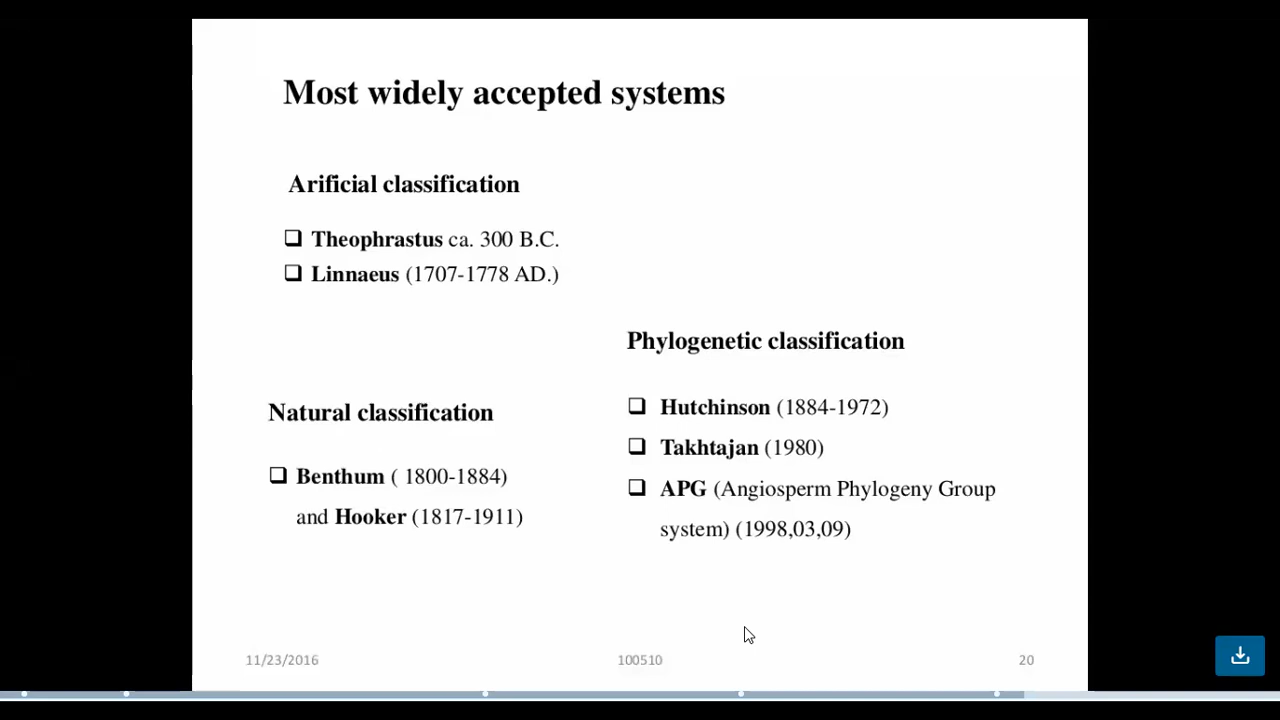 Most widely accepted systems
Arificial classification
❑ Theophrastus ca. 300 B.C.
❑ Linnaeus (1707-1778 AD.)
Natural classification
❑ Benthum ( 1800-1884)
and Hooker (1817-1911)
Phylogenetic classification
❑ Hutchinson (1884-1972)
❑ Takhtajan (1980)
❑ APG (Angiosperm Phylogeny Group
system) (1998,03,09)
11/23/2016
100510
20